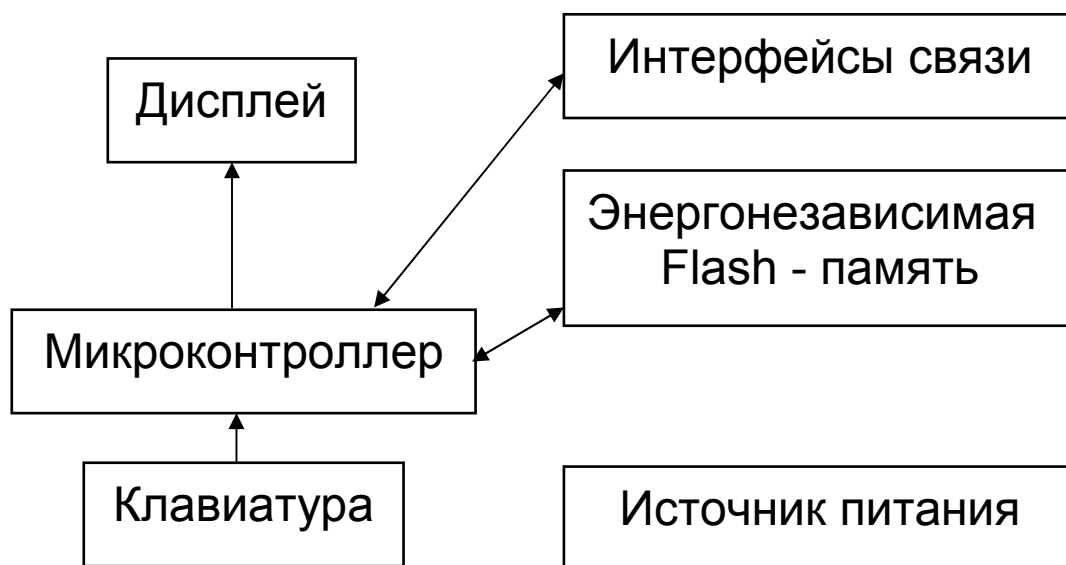 Интерфейсы связи
Дисплей
Энергонезависимая
Flash - память
Микроконтроллер
Клавиатура
Источник питания